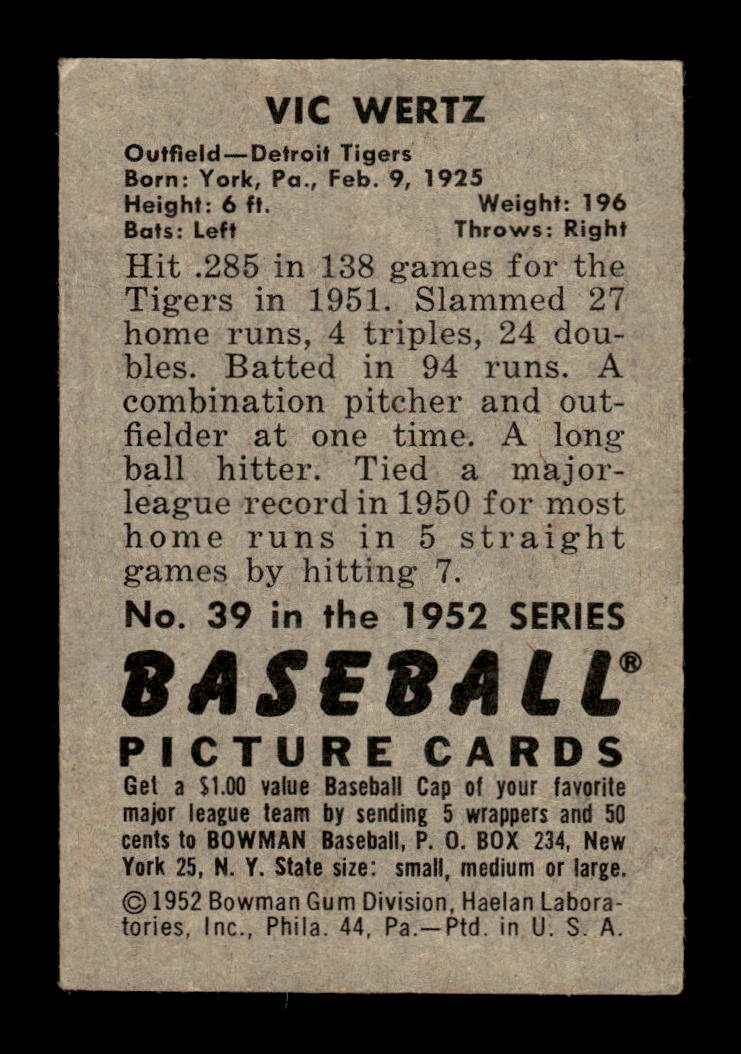 VIC WERTZ
Outfield—Detroit Tigers
Born: York, Pa., Feb. 9, 1925
Height: 6 ft. Weight: 196
Bats: Left Throws: Right
Hit .285 in 138 games for the
Tigers in 1951. Slammed 27
home runs, 4 triples, 24 dou-
bles. Batted in 94 runs. A
combination pitcher and out-
fielder at one time. A long
ball hitter. Tied a major-
league record in 1950 for most
home runs in 5 straight
games by hitting 7.
No. 39 in the 1952 SERIES
BASEBALL®
PICTURE CARDS
Get a $1.00 value Baseball Cap of your favorite
major league team by sending 5 wrappers and 50
cents to BOWMAN Baseball, P. O. BOX 234, New
York 25, N. Y. State size: small, medium or large.
©1952 Bowman Gum Division, Haelan Labora-
tories, Inc., Phila. 44, Pa.—Ptd. in U. S. A.